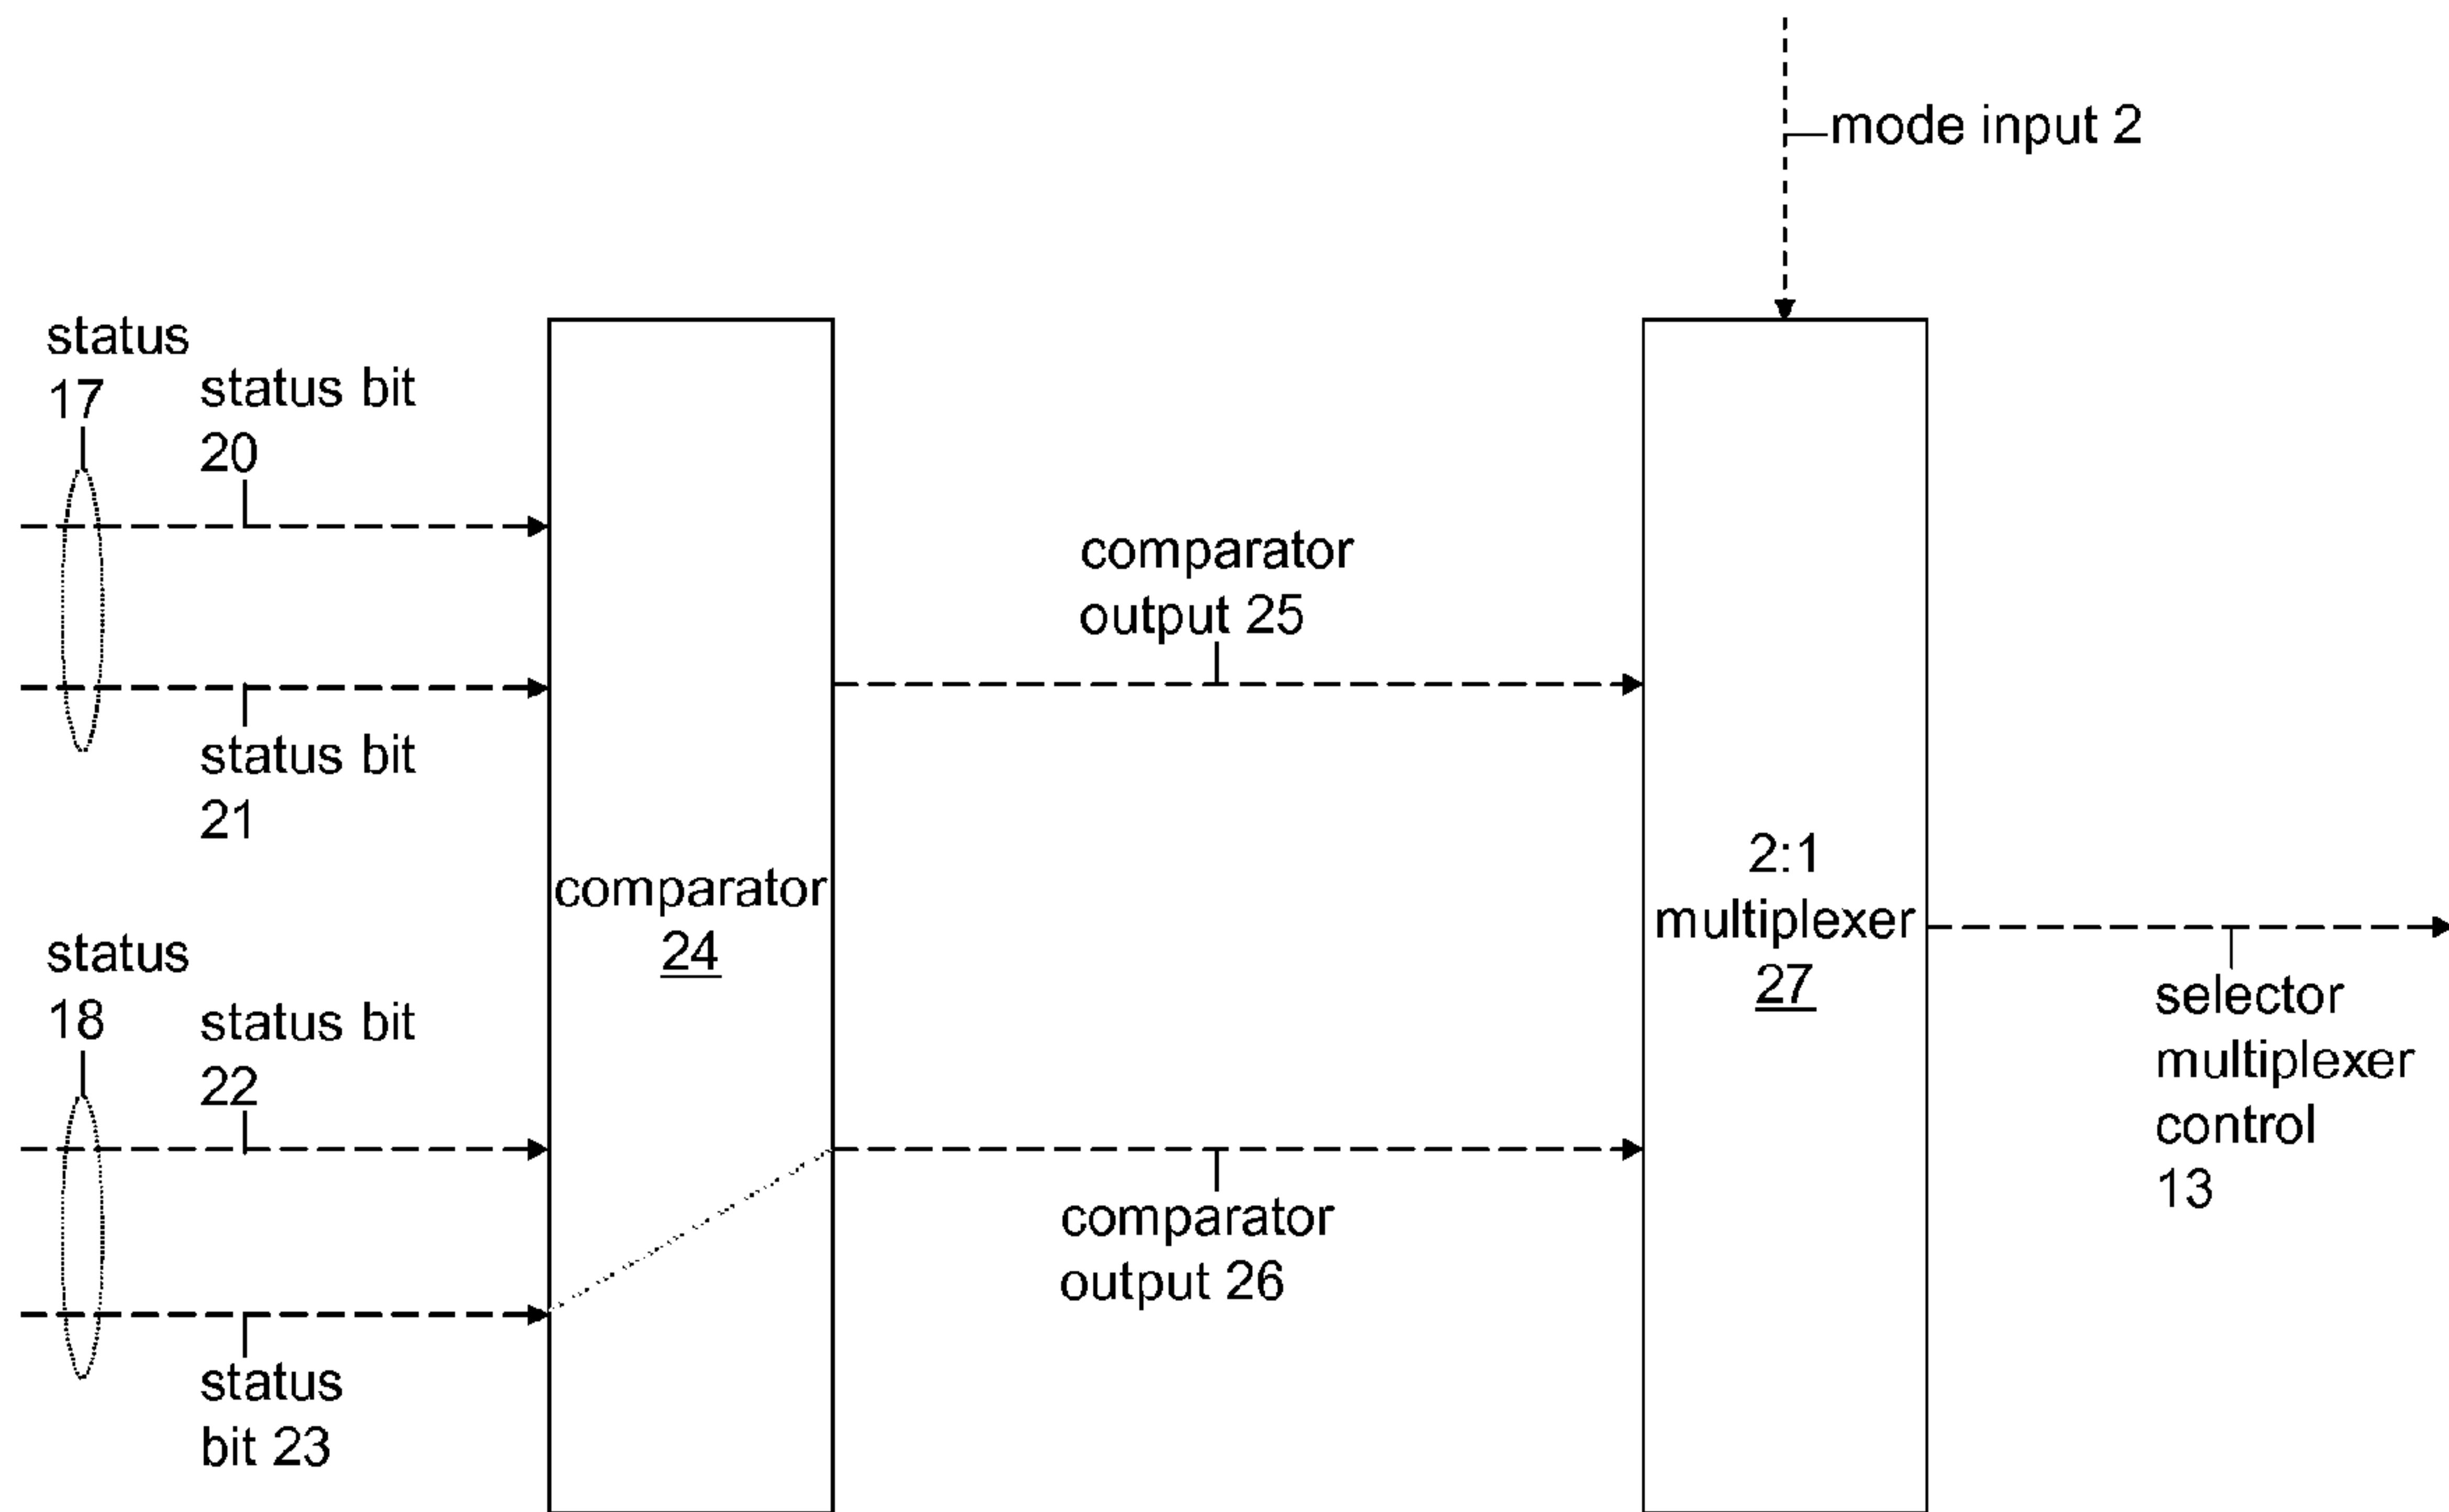 mode input 2
status
17
status bit
20
status bit
21
comparator
output 25
comparator
24
2:1
multiplexer
27
status
18
status bit
22
status
bit 23
comparator
output 26
selector
multiplexer
control
13